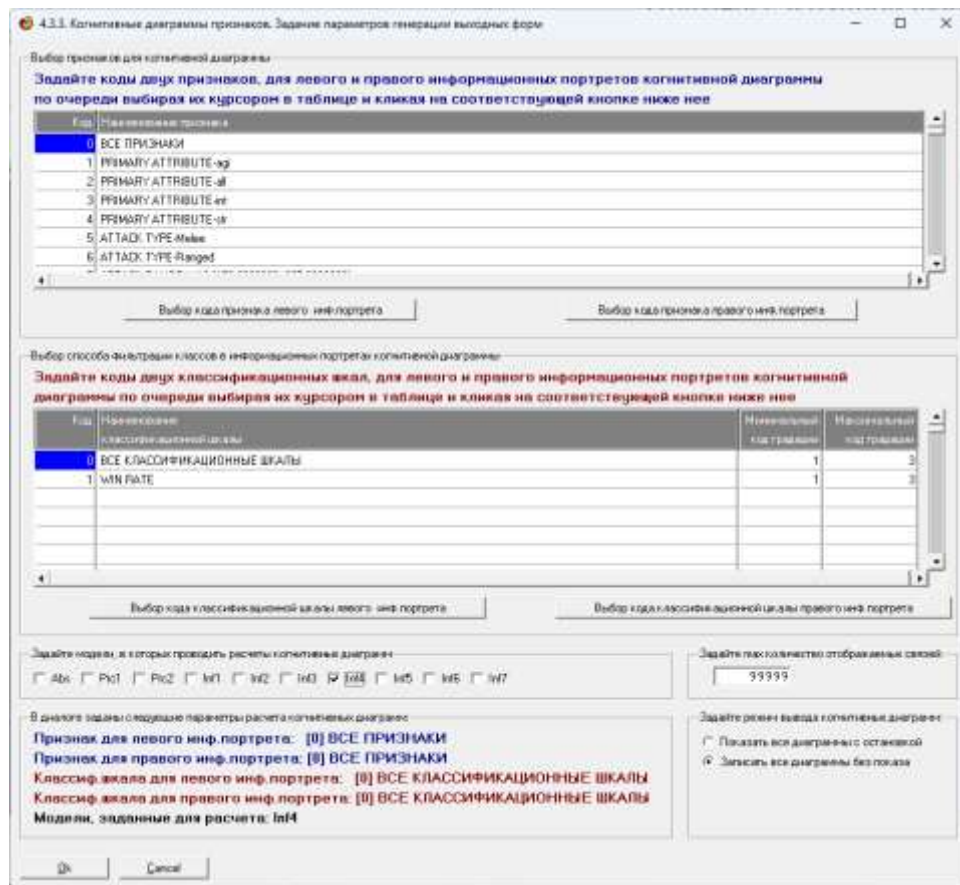 4.3.3. Когнитивные диаграммы признаков. Задание параметров генерации выходных форм
Выбор признаков для когнитивной диаграммы
Задайте коды двух признаков, для левого и правого информационных портретов когнитивной диаграммы
по очереди выбирая их курсором в таблице и кликая на соответствующей кнопке ниже нее
Код Наименование признака
0 ВСЕ ПРИЗНАКИ
1 PRIMARY ATTRIBUTE-agi
2 PRIMARY ATTRIBUTE-all
3 PRIMARY ATTRIBUTE-int
4 PRIMARY ATTRIBUTE-str
5 ATTACK TYPE-Melee
6 ATTACK TYPE-Ranged
Выбор кода признака левого инф.портрета
Выбор кода признака правого инф.портрета
Выбор способа фильтрации классов в информационных портретах когнитивной диаграммы
Задайте коды двух классификационных шкал, для левого и правого информационных портретов когнитивной
диаграммы по очереди выбирая их курсором в таблице и кликая на соответствующей кнопке ниже нее
Код Наименование классификационной шкалы Минимальный код градации Максимальный код градации
0 ВСЕ КЛАССИФИКАЦИОННЫЕ ШКАЛЫ 1 3
1 WIN RATE 1 3
Выбор кода классификационной шкалы левого инф.портрета
Выбор кода классификационной шкалы правого инф.портрета
Задайте модели, в которых проводить расчеты когнитивных диаграмм
Abs Prc1 Prc2 Inf1 Inf2 Inf3 Inf4 Inf5 Inf6 Inf7
Задайте max количество отображаемых связей
99999
В диалоге заданы следующие параметры расчета когнитивных диаграмм
Признак для левого инф.портрета: [0] ВСЕ ПРИЗНАКИ
Признак для правого инф.портрета: [0] ВСЕ ПРИЗНАКИ
Классиф.шкала для левого инф.портрета: [0] ВСЕ КЛАССИФИКАЦИОННЫЕ ШКАЛЫ
Классиф.шкала для правого инф.портрета: [0] ВСЕ КЛАССИФИКАЦИОННЫЕ ШКАЛЫ
Модели, заданные для расчета: Inf4
Задайте режим вывода когнитивных диаграмм
Показать все диаграммы с остановкой
Записать все диаграммы без показа
Ok
Cancel